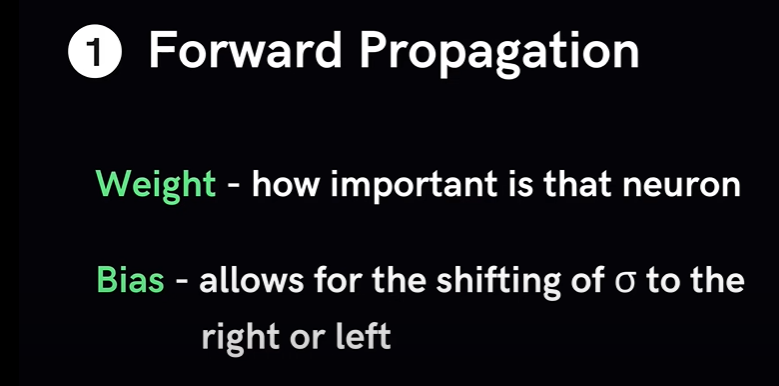 1 Forward Propagation
Weight - how important is that neuron
Bias - allows for the shifting of σ to the
right or left